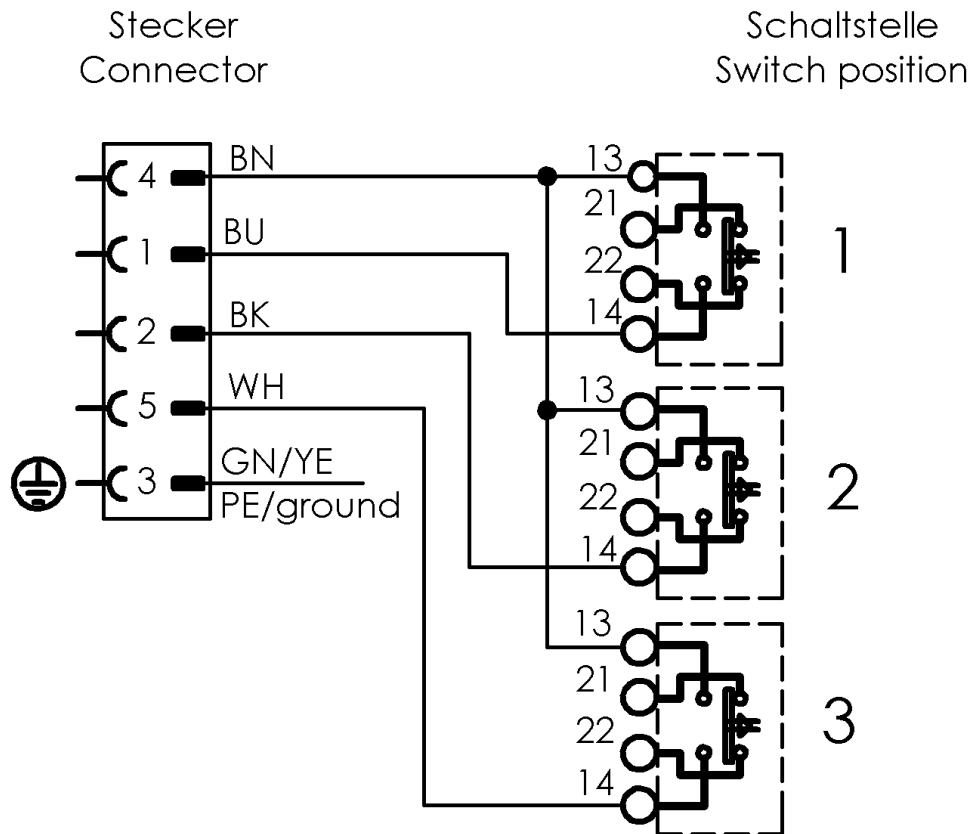 Stecker
Connector
Schaltstelle
Switch position
4 BN
1 BU
2 BK
5 WH
3 GN/YE
PE/ground
13
21
22
14
1
13
21
22
14
2
13
21
22
14
3